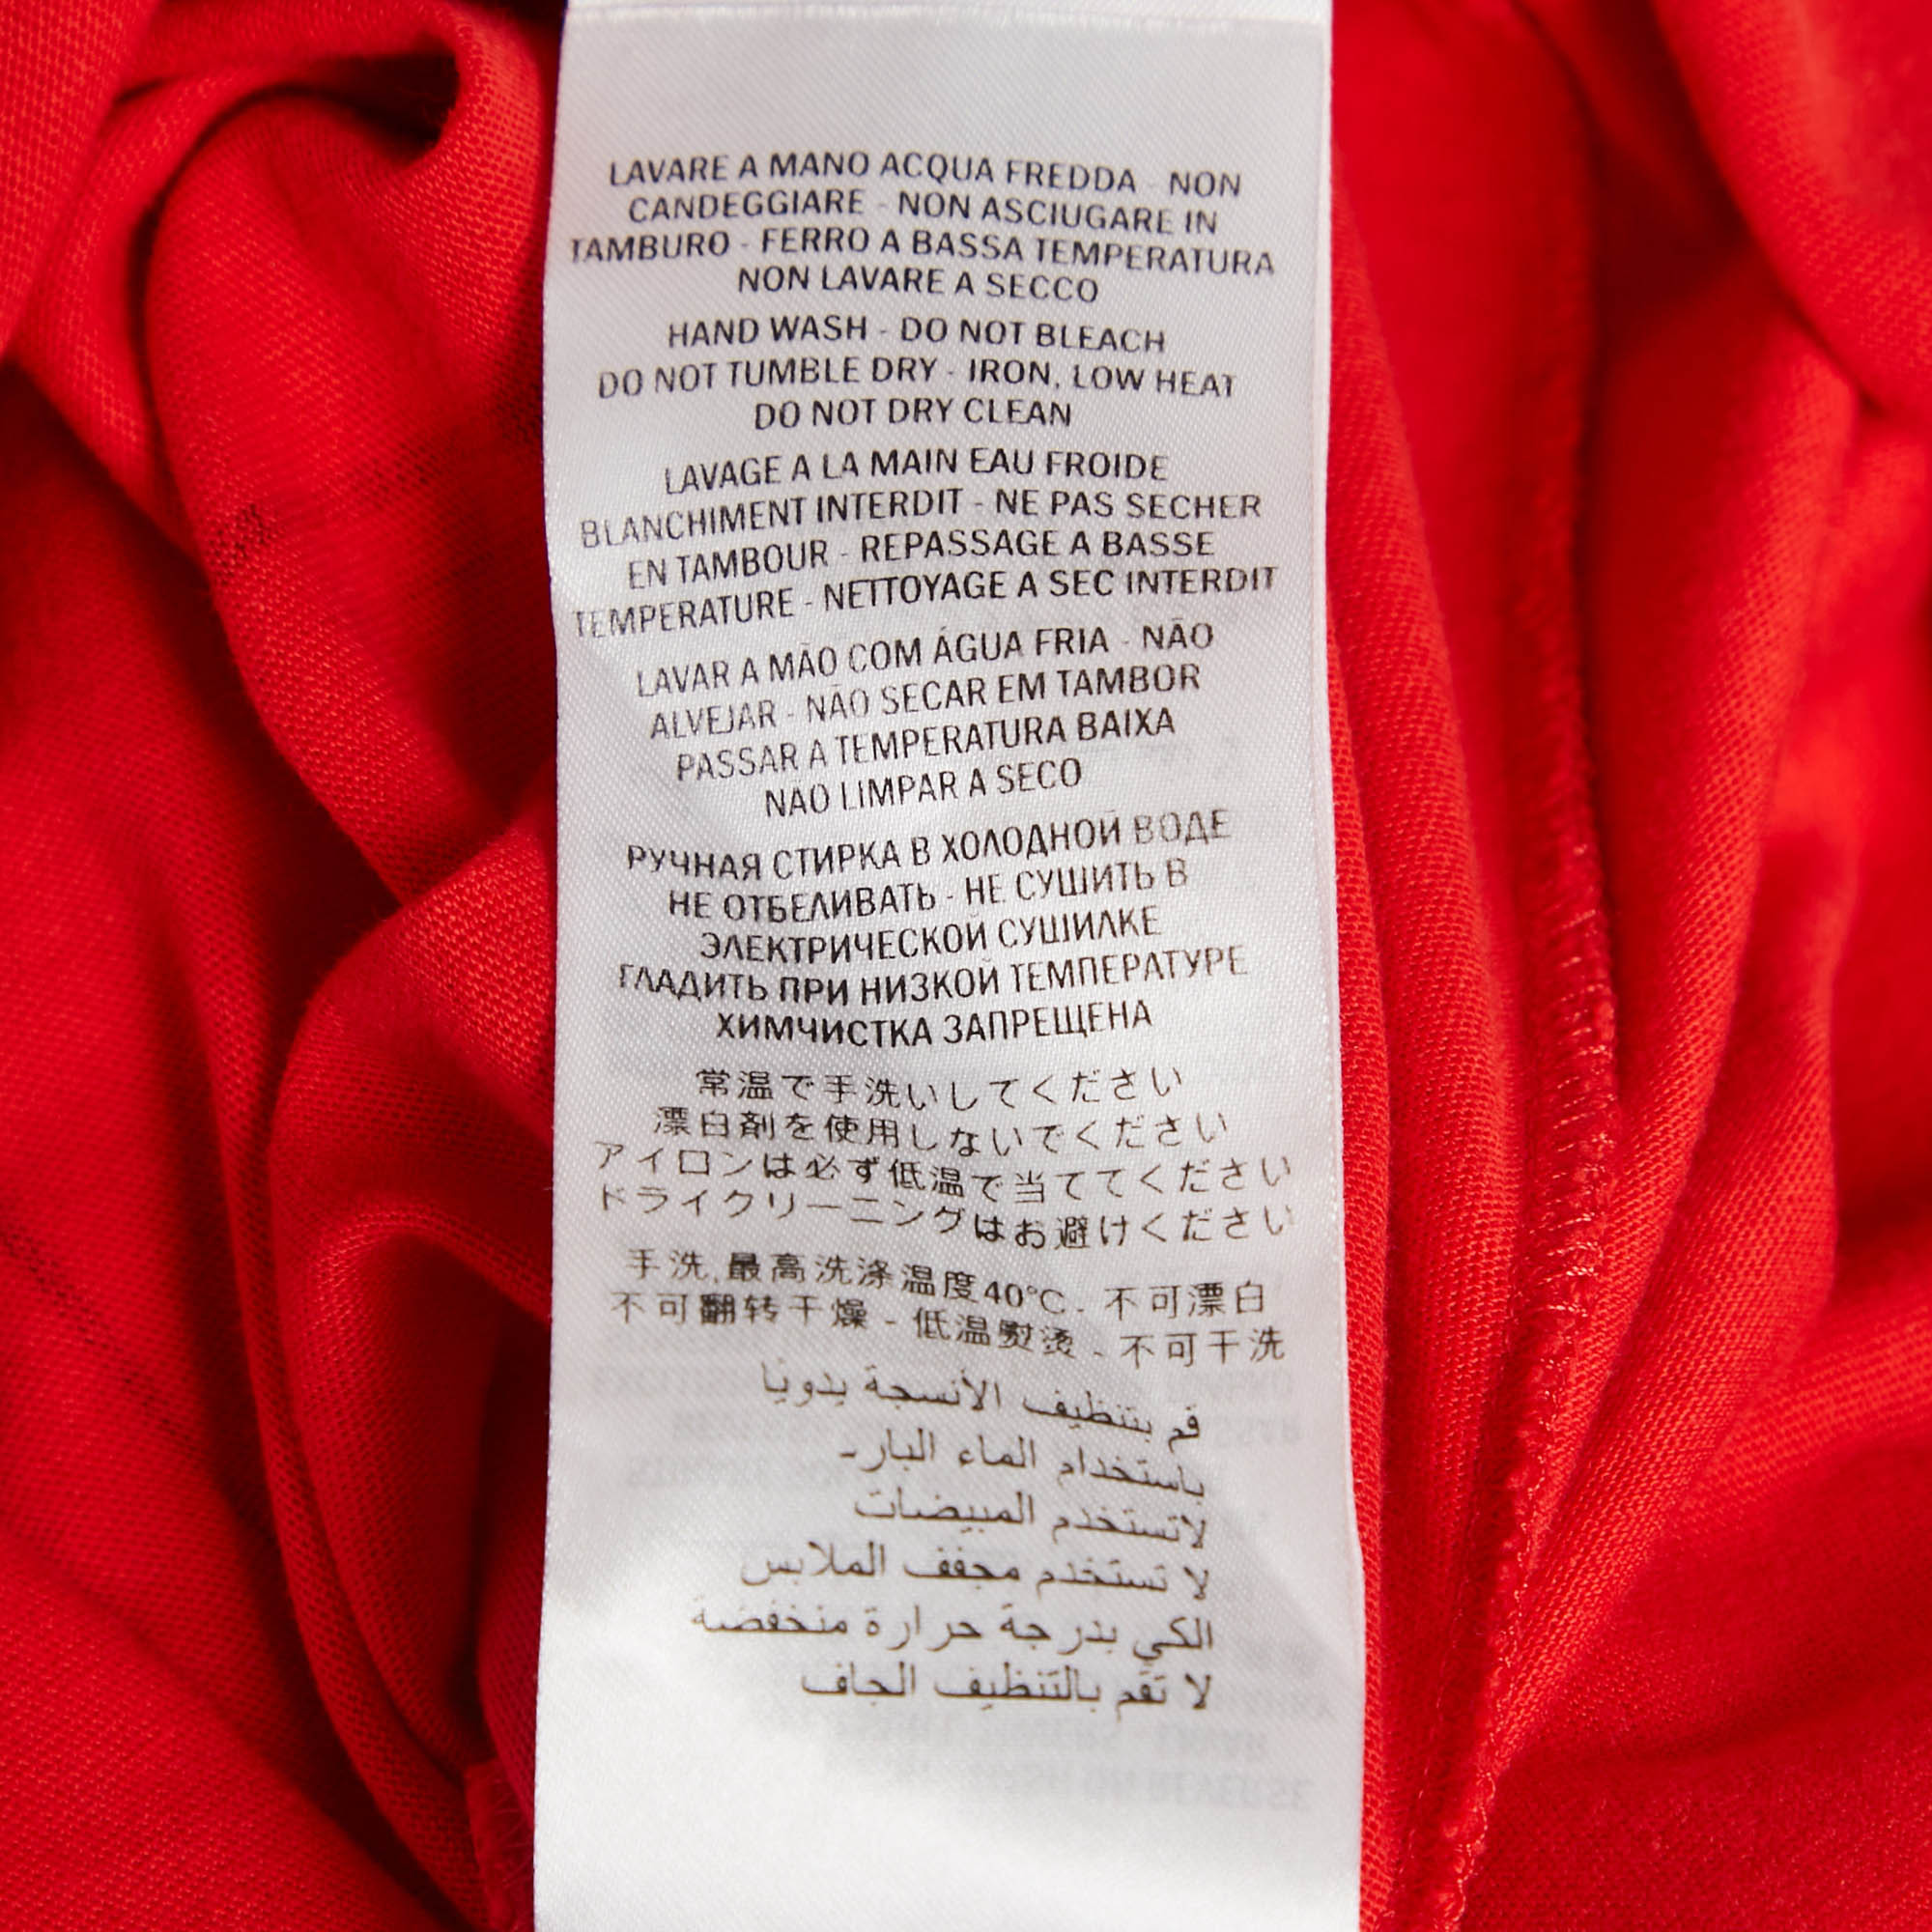 LAVARE A MANO ACQUA FREDDA - NON
CANDEGGIARE - NON ASCIUGARE IN
TAMBURO - FERRO A BASSA TEMPERATURA
NON LAVARE A SECCO
HAND WASH - DO NOT BLEACH
DO NOT TUMBLE DRY - IRON, LOW HEAT
DO NOT DRY CLEAN
LAVAGE A LA MAIN EAU FROIDE
BLANCHIMENT INTERDIT - NE PAS SECHER
EN TAMBOUR - REPASSAGE A BASSE
TEMPERATURE - NETTOYAGE A SEC INTERDIT
LAVAR A MÃO COM ÁGUA FRIA - NÃO
ALVEJAR - NÃO SECAR EM TAMBOR
PASSAR A TEMPERATURA BAIXA
NÃO LIMPAR A SECO
РУЧНАЯ СТИРКА В ХОЛОДНОЙ ВОДЕ
НЕ ОТБЕЛИВАТЬ - НЕ СУШИТЬ В
ЭЛЕКТРИЧЕСКОЙ СУШИЛКЕ
ГЛАДИТЬ ПРИ НИЗКОЙ ТЕМПЕРАТУРЕ
ХИМЧИСТКА ЗАПРЕЩЕНА
常温で手洗いしてください
漂白剤を使用しないでください
アイロンは必ず低温で当ててください
ドライクリーニングはお避けください
手洗,最高洗涤温度40°C - 不可漂白
不可翻转干燥 - 低温熨烫 - 不可干洗
قم بتنظيف الأنسجة يدويًا
باستخدام الماء البار-
لاتستخدم المبيضات
لا تستخدم مجفف الملابس
الكي بدرجة حرارة منخفضة
لا تقم بالتنظيف الجاف